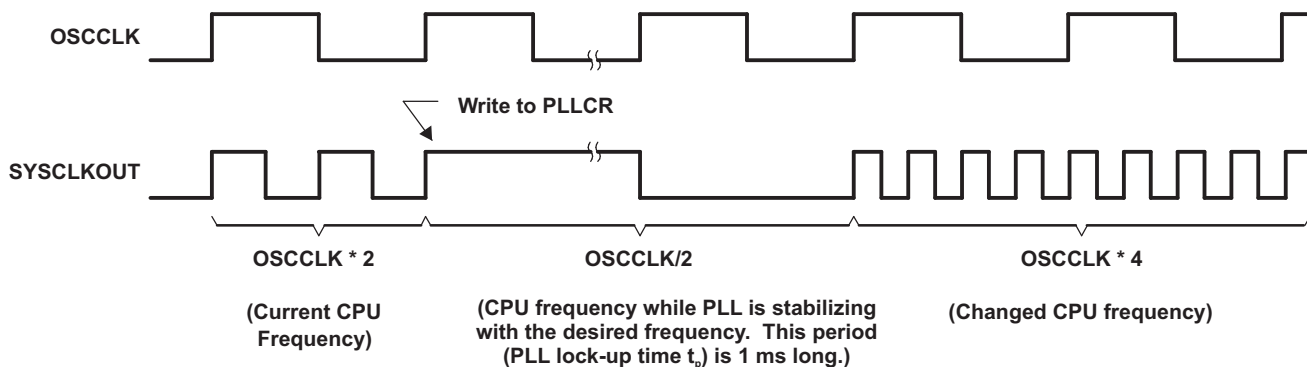 OSCCLK
Write to PLLCR
SYSCLKOUT
OSCCLK * 2
(Current CPU
Frequency)
OSCCLK/2
(CPU frequency while PLL is stabilizing
with the desired frequency. This period
(PLL lock-up time tp) is 1 ms long.)
OSCCLK * 4
(Changed CPU frequency)